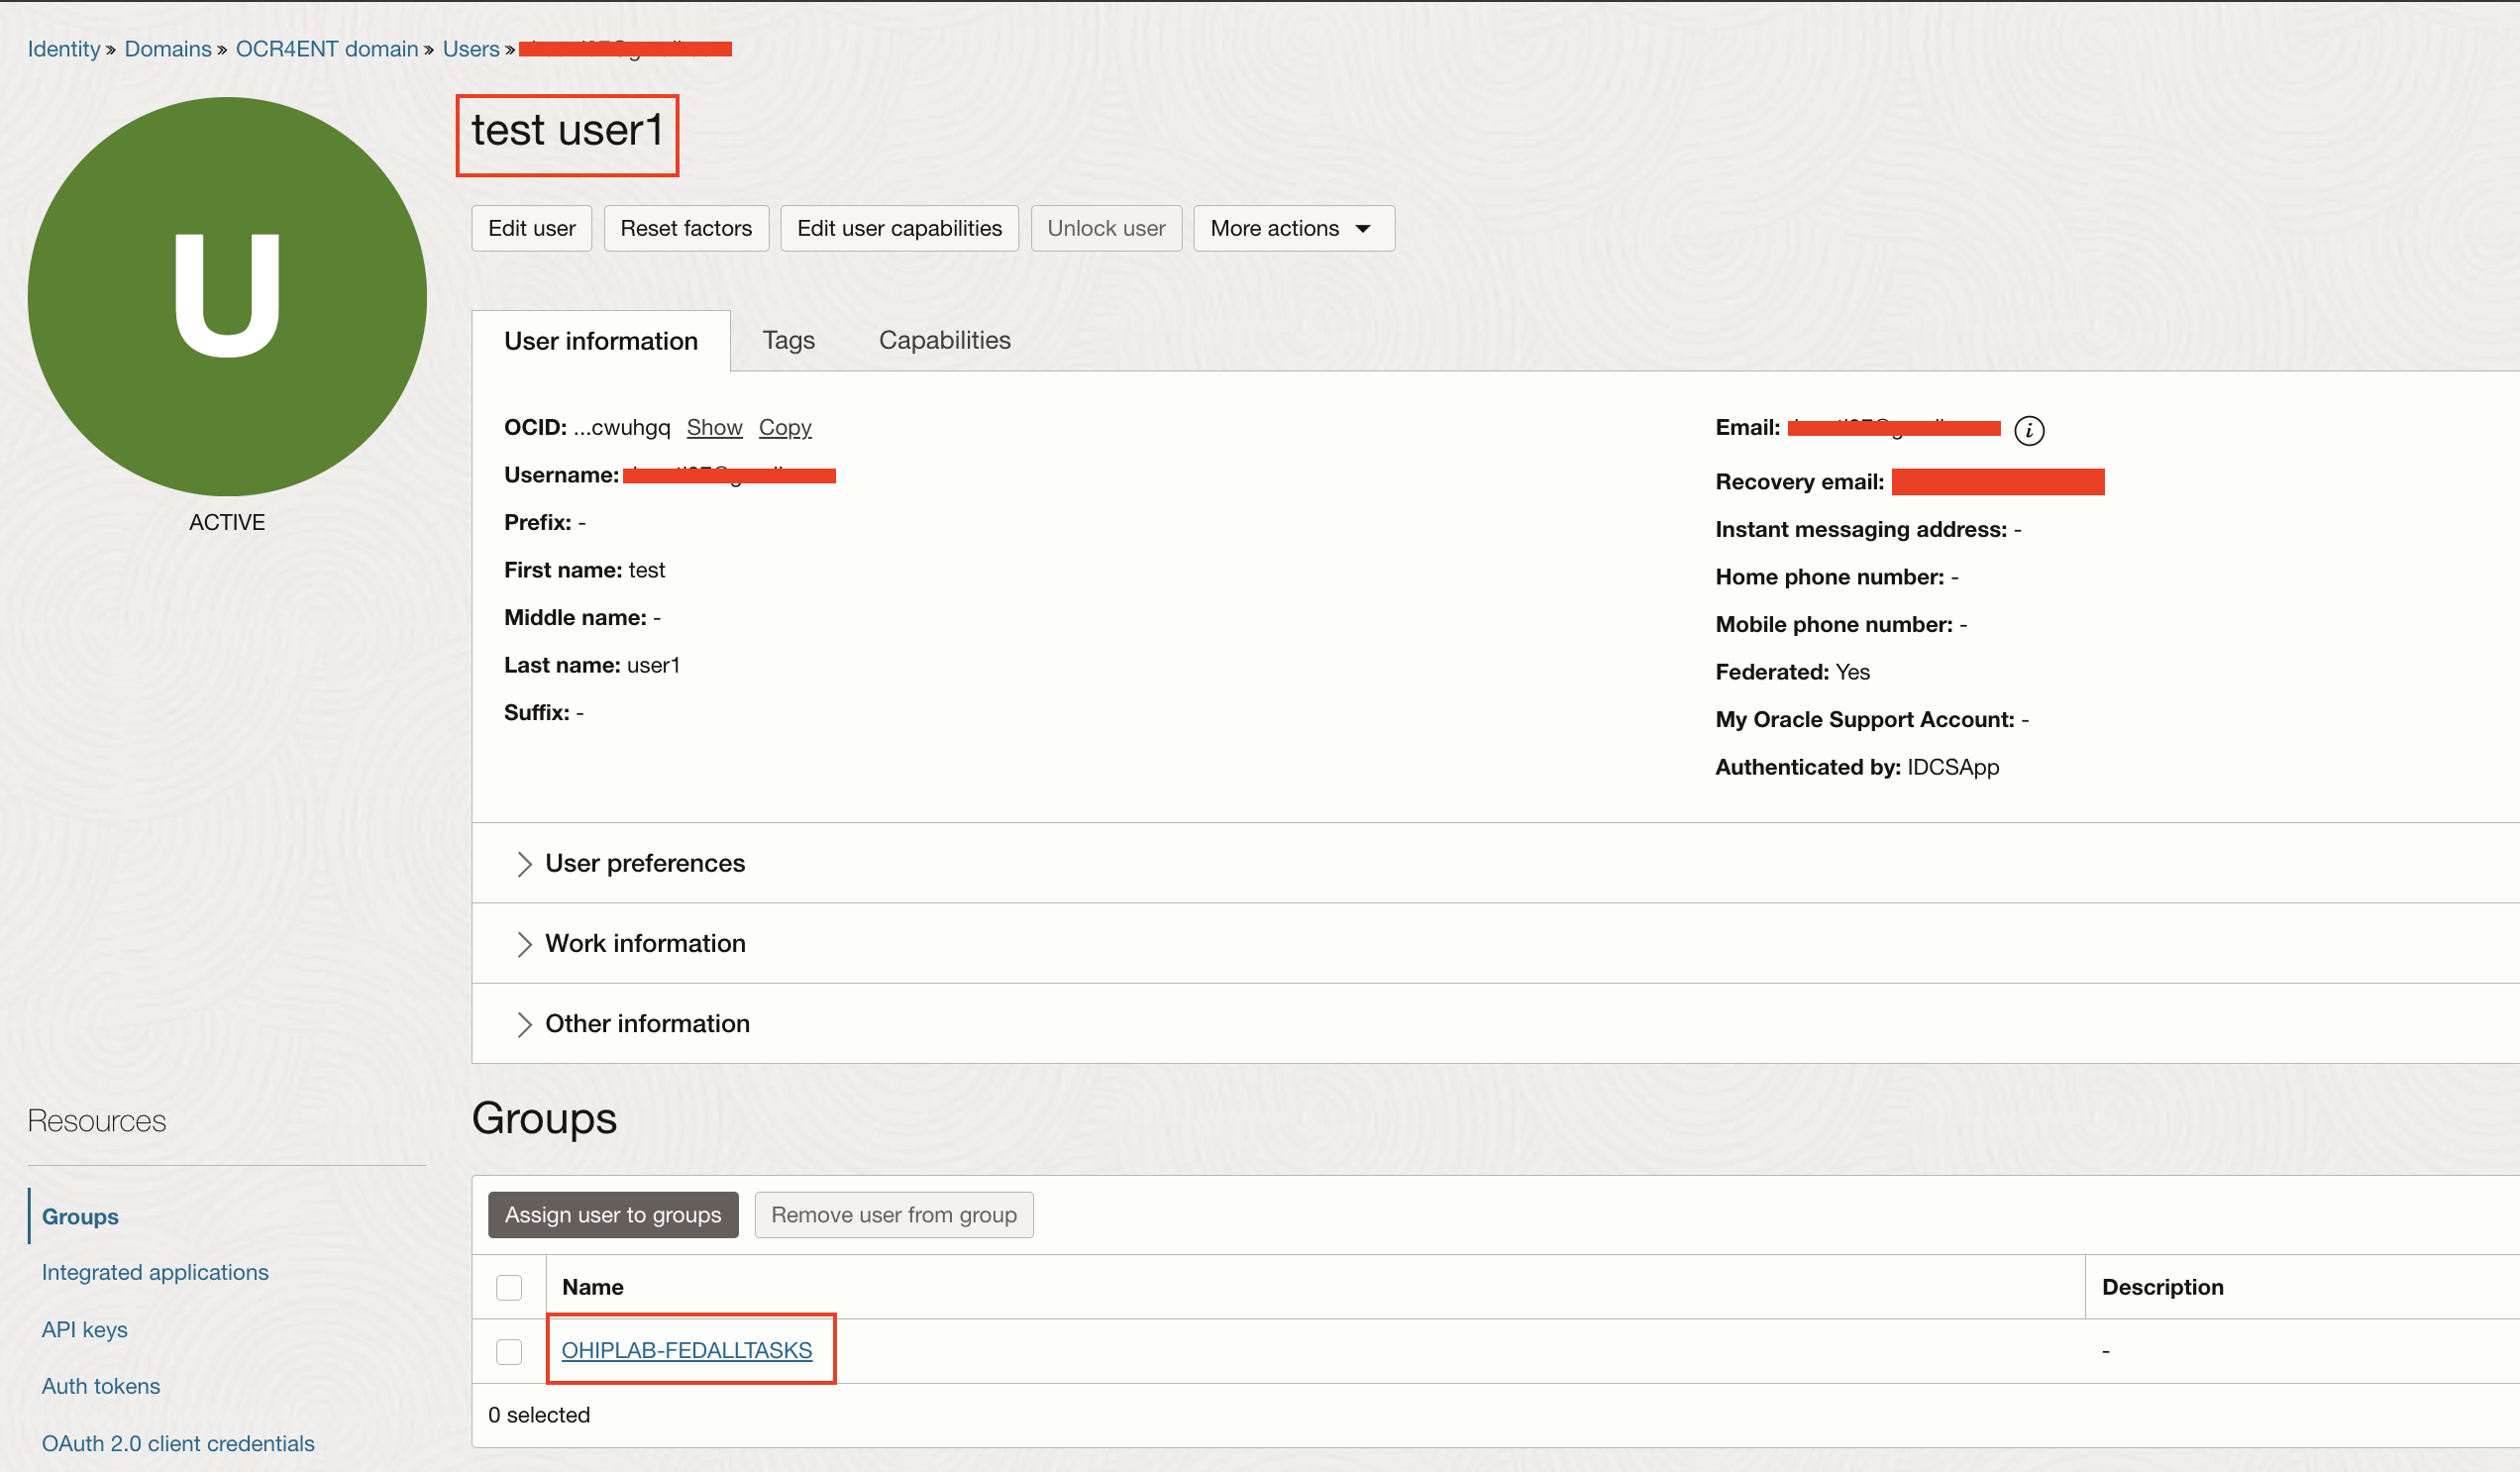 Identity » Domains » OCR4ENT domain » Users »
test user1
Edit user Reset factors Edit user capabilities Unlock user More actions
U
ACTIVE
User information Tags Capabilities
OCID: ...cwuhgq Show Copy
Username:
Prefix: -
First name: test
Middle name: -
Last name: user1
Suffix: -
Email:
Recovery email:
Instant messaging address: -
Home phone number: -
Mobile phone number: -
Federated: Yes
My Oracle Support Account: -
Authenticated by: IDCSApp
User preferences
Work information
Other information
Resources
Groups
Integrated applications
API keys
Auth tokens
OAuth 2.0 client credentials
Groups
Assign user to groups Remove user from group
Name Description
OHIPLAB-FEDALLTASKS -
0 selected